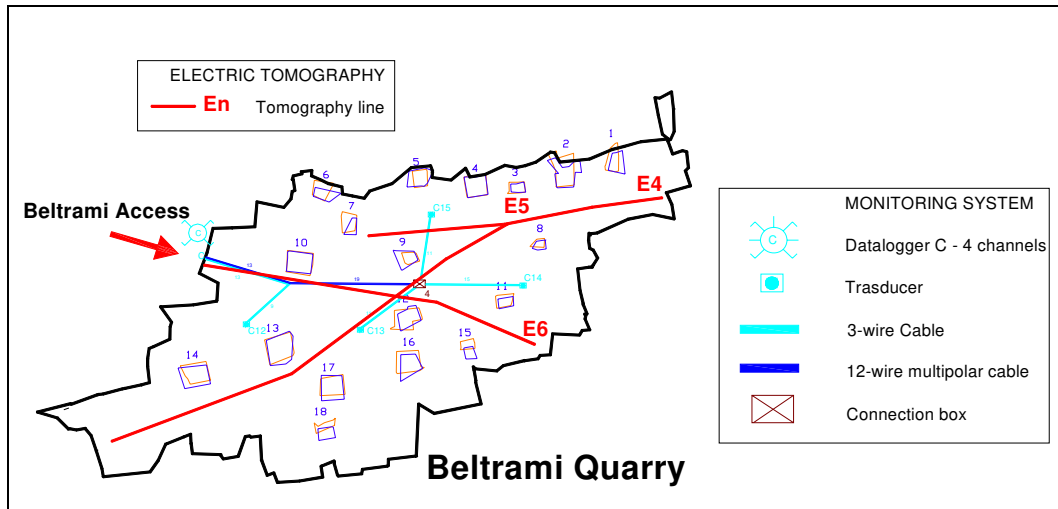 ELECTRIC TOMOGRAPHY
En Tomography line
1
2
3
4
5
6
E4
7
C15
E5
Beltrami Access
C
8
9
10
C14
4
11
12
C12
C13
13
E6
15
14
16
17
18
Beltrami Quarry
MONITORING SYSTEM
C Datalogger C - 4 channels
Trasducer
3-wire Cable
12-wire multipolar cable
Connection box